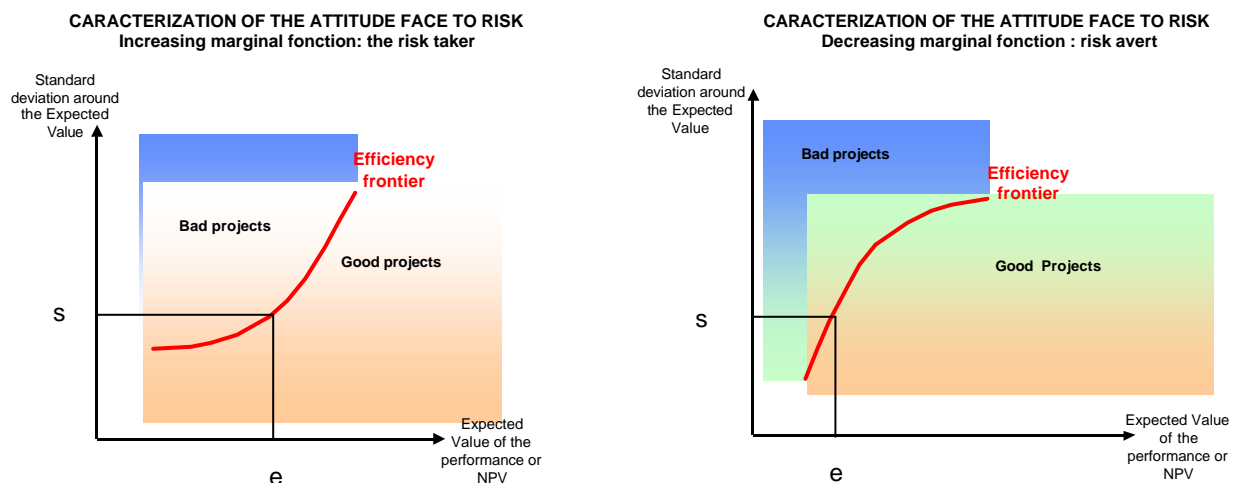 CARACTERIZATION OF THE ATTITUDE FACE TO RISK
Increasing marginal fonction: the risk taker
Standard
deviation around
the Expected
Value
Efficiency
frontier
Bad projects
Good projects
s
Expected
Value of the
performance or
NPV
e
CARACTERIZATION OF THE ATTITUDE FACE TO RISK
Decreasing marginal fonction : risk avert
Standard
deviation around
the Expected
Value
Bad projects
Efficiency
frontier
Good Projects
s
Expected Value
of the
performance or
NPV
e